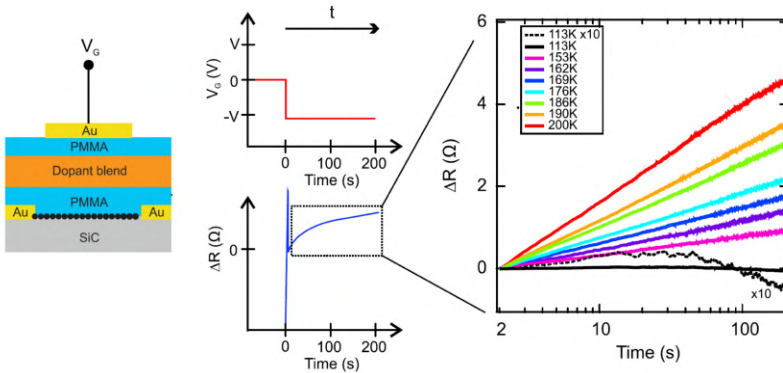 V_G
Au
PMMA
Dopant blend
PMMA
Au
Au
SiC
t
V_G (V)
V
0
-V
0
100
200
Time (s)
ΔR (Ω)
0
0
100
200
Time (s)
ΔR (Ω)
6
4
2
0
113K x10
113K
153K
162K
169K
176K
186K
190K
200K
x10
2
10
100
Time (s)